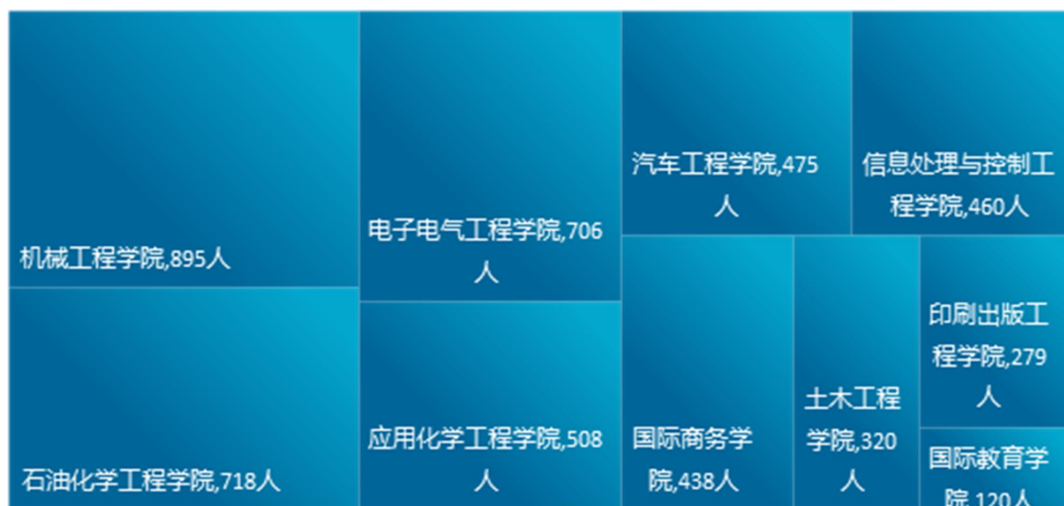 机械工程学院,895人
石油化学工程学院,718人
电子电气工程学院,706
人
应用化学工程学院,508
人
汽车工程学院,475
人
信息处理与控制工
程学院,460人
国际商务学
院,438人
土木工程
学院,320
人
印刷出版工
程学院,279
人
国际教育学
院,120人